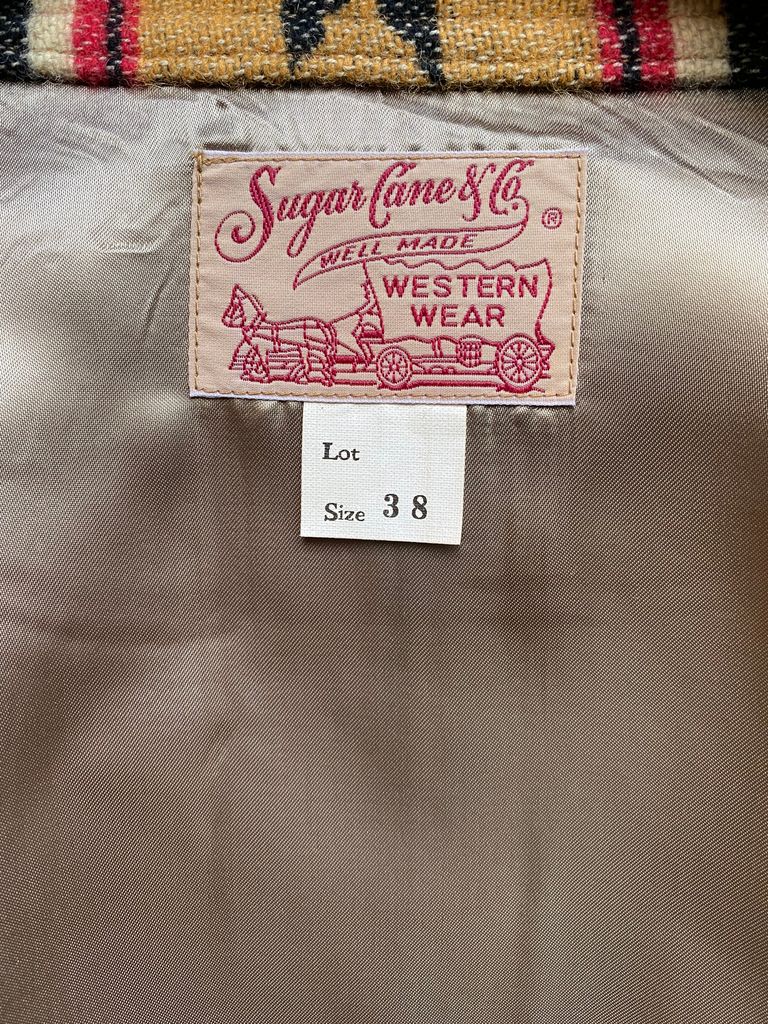 Sugar Cane & Co.
®
WELL MADE
WESTERN
WEAR
Lot
Size 38